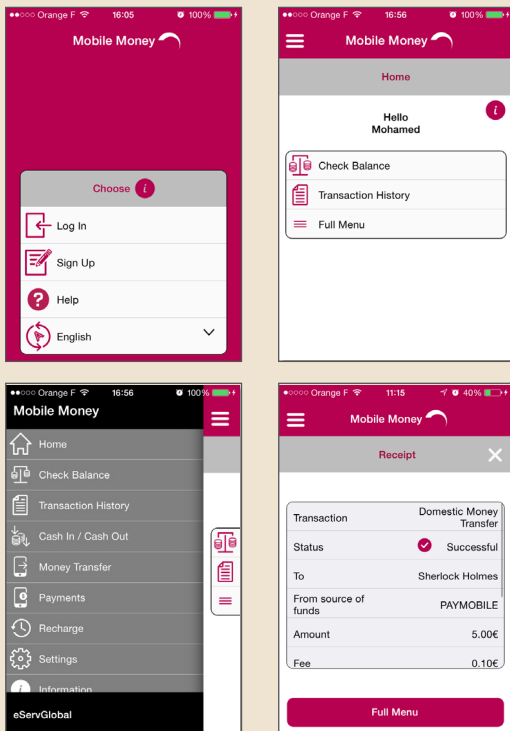 Orange F 16:05 100%
Mobile Money
Choose i
Log In
Sign Up
? Help
English
Orange F 16:56 100%
Mobile Money
Home
i
Hello
Mohamed
Check Balance
Transaction History
Full Menu
Orange F 16:56 100%
Mobile Money
Home
Check Balance
Transaction History
Cash In / Cash Out
Money Transfer
Payments
Recharge
Settings
i Information
eServGlobal
Orange F 11:15 40%
Mobile Money
Receipt
Transaction Domestic Money
Transfer
Status Successful
To Sherlock Holmes
From source of
funds PAYMOBILE
Amount 5.00€
Fee 0.10€
Full Menu